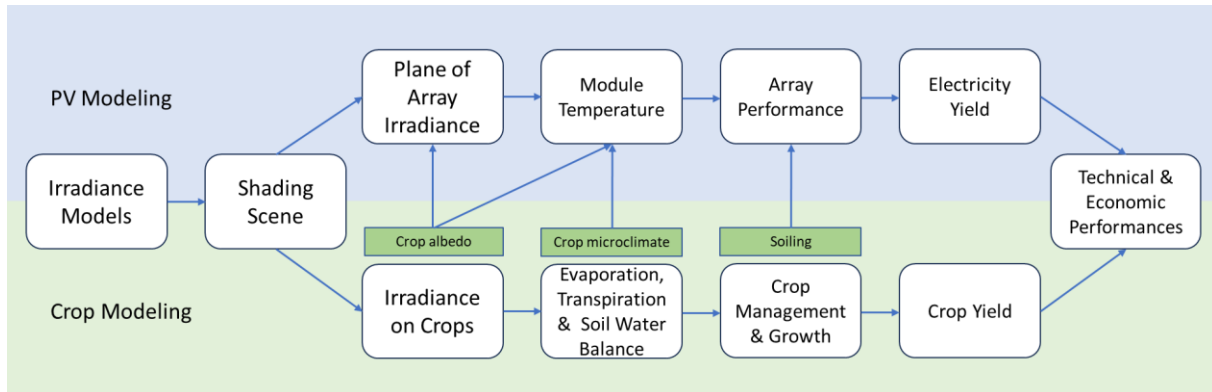 PV Modeling
Plane of
Array
Irradiance
Module
Temperature
Array
Performance
Electricity
Yield
Irradiance
Models
Shading
Scene
Technical &
Economic
Performances
Crop albedo
Crop microclimate
Soiling
Crop Modeling
Irradiance
on Crops
Evaporation,
Transpiration
& Soil Water
Balance
Crop
Management
& Growth
Crop Yield